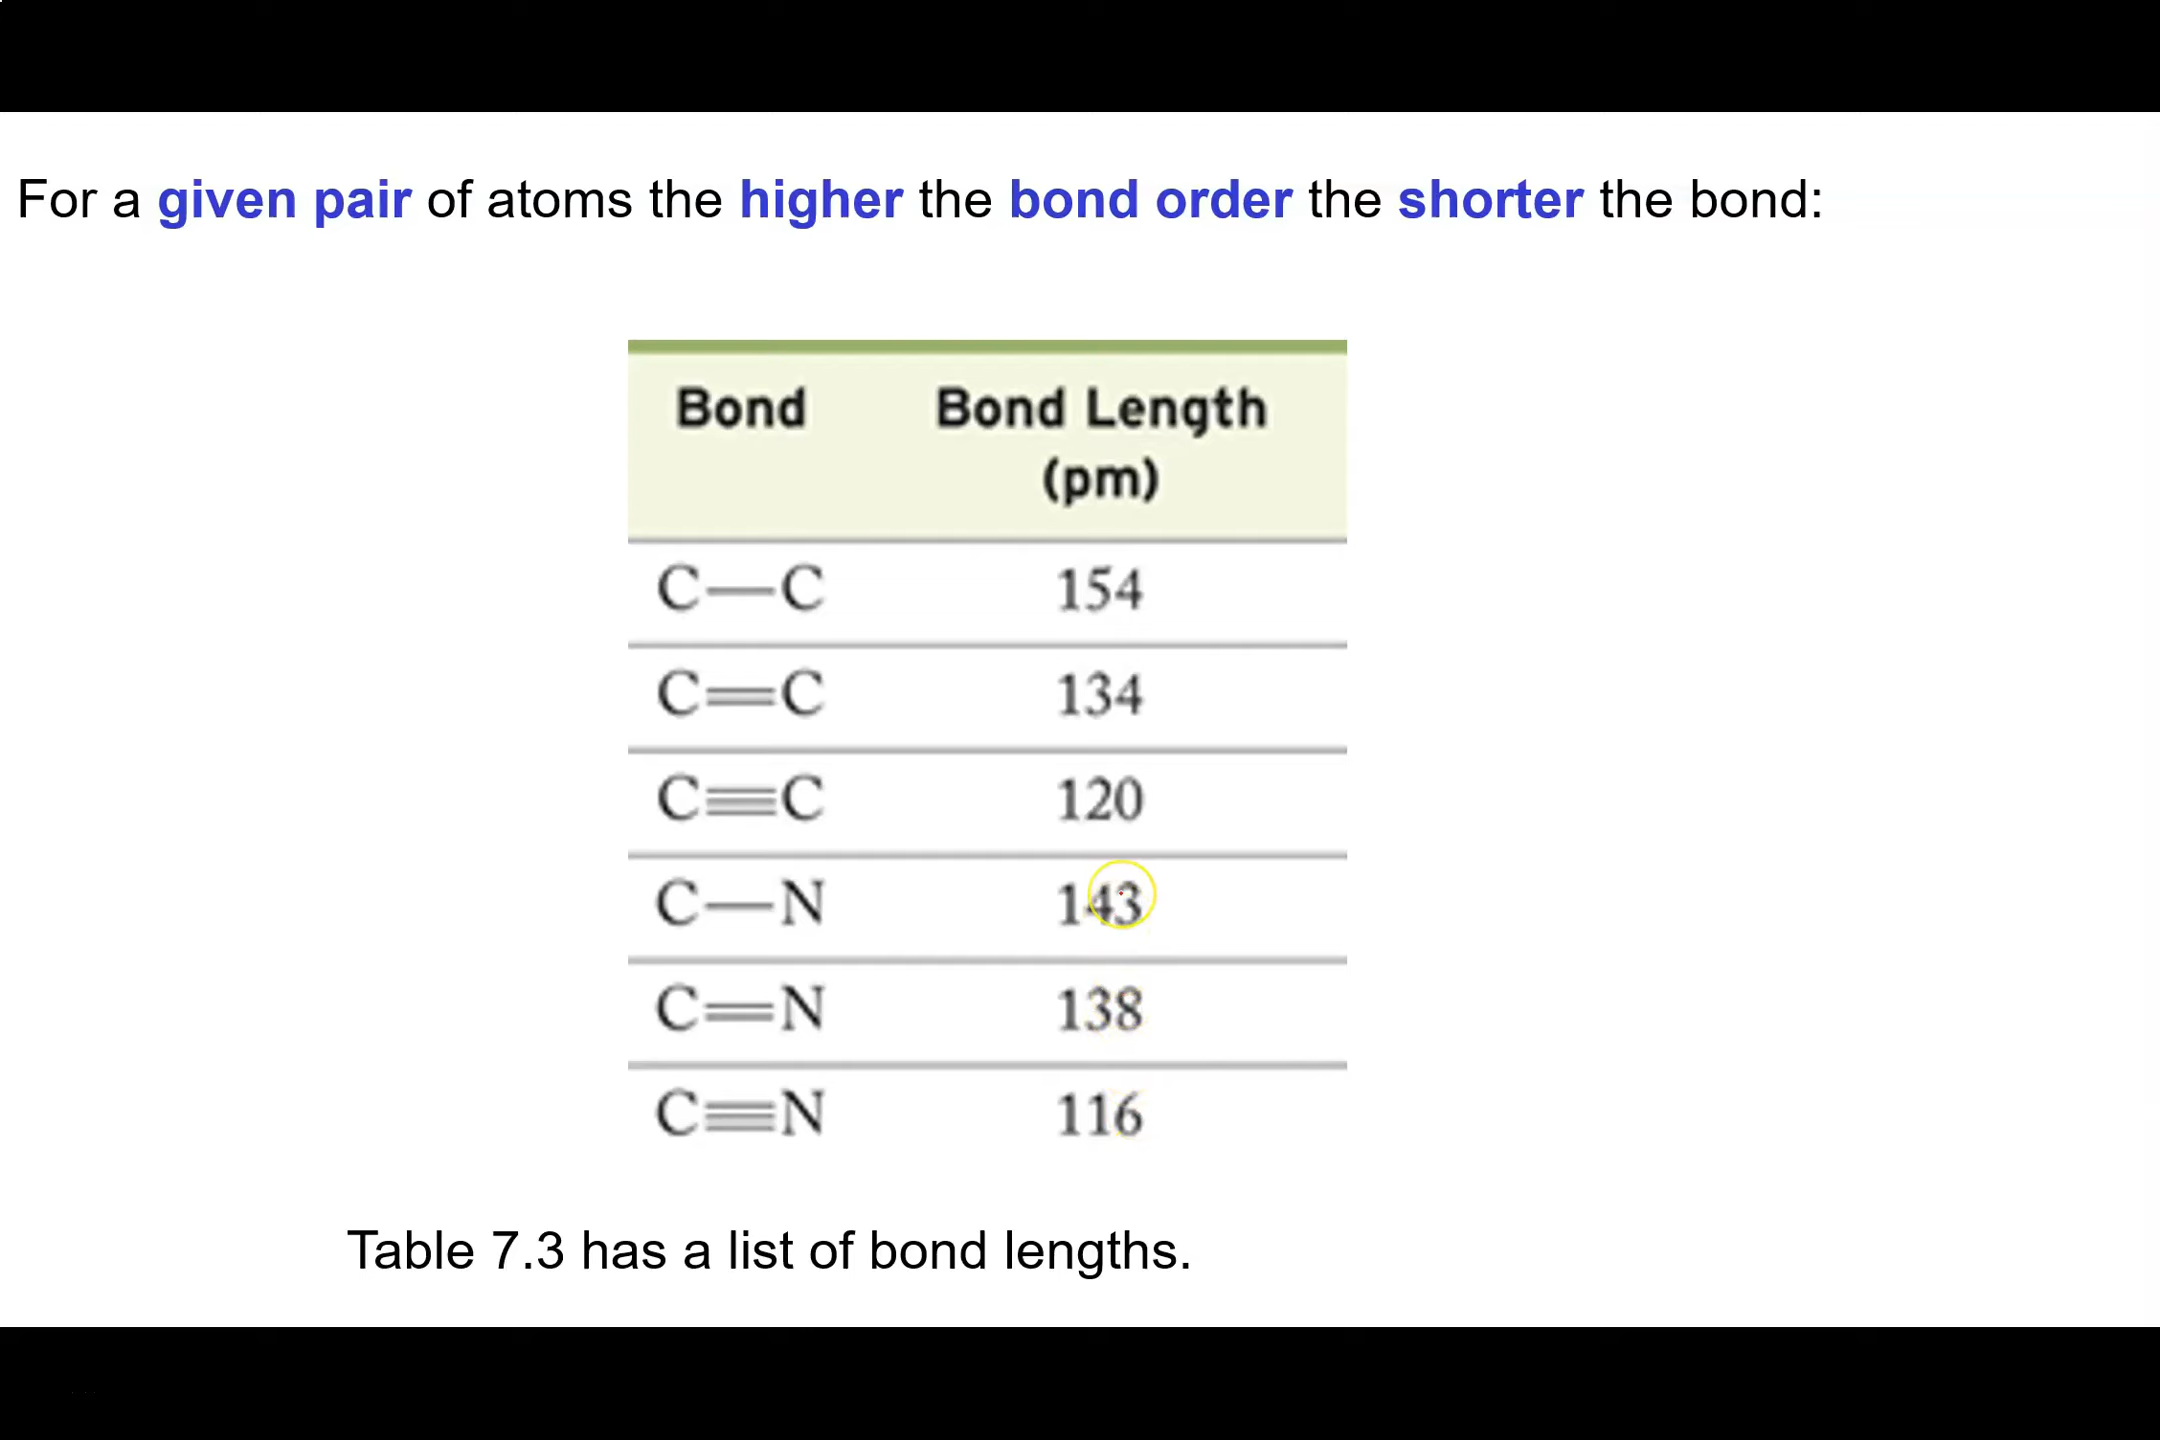 For a given pair of atoms the higher the bond order the shorter the bond:
Bond Bond Length
(pm)
C—C 154
C=C 134
C≡C 120
C—N 143
C=N 138
C≡N 116
Table 7.3 has a list of bond lengths.